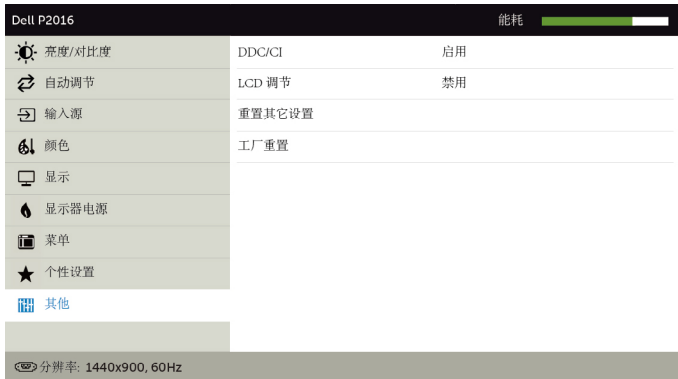 Dell P2016 能耗
亮度/对比度 DDC/CI 启用
自动调节 LCD 调节 禁用
输入源 重置其它设置
颜色 工厂重置
显示
显示器电源
菜单
个性设置
其他
分辨率: 1440x900, 60Hz